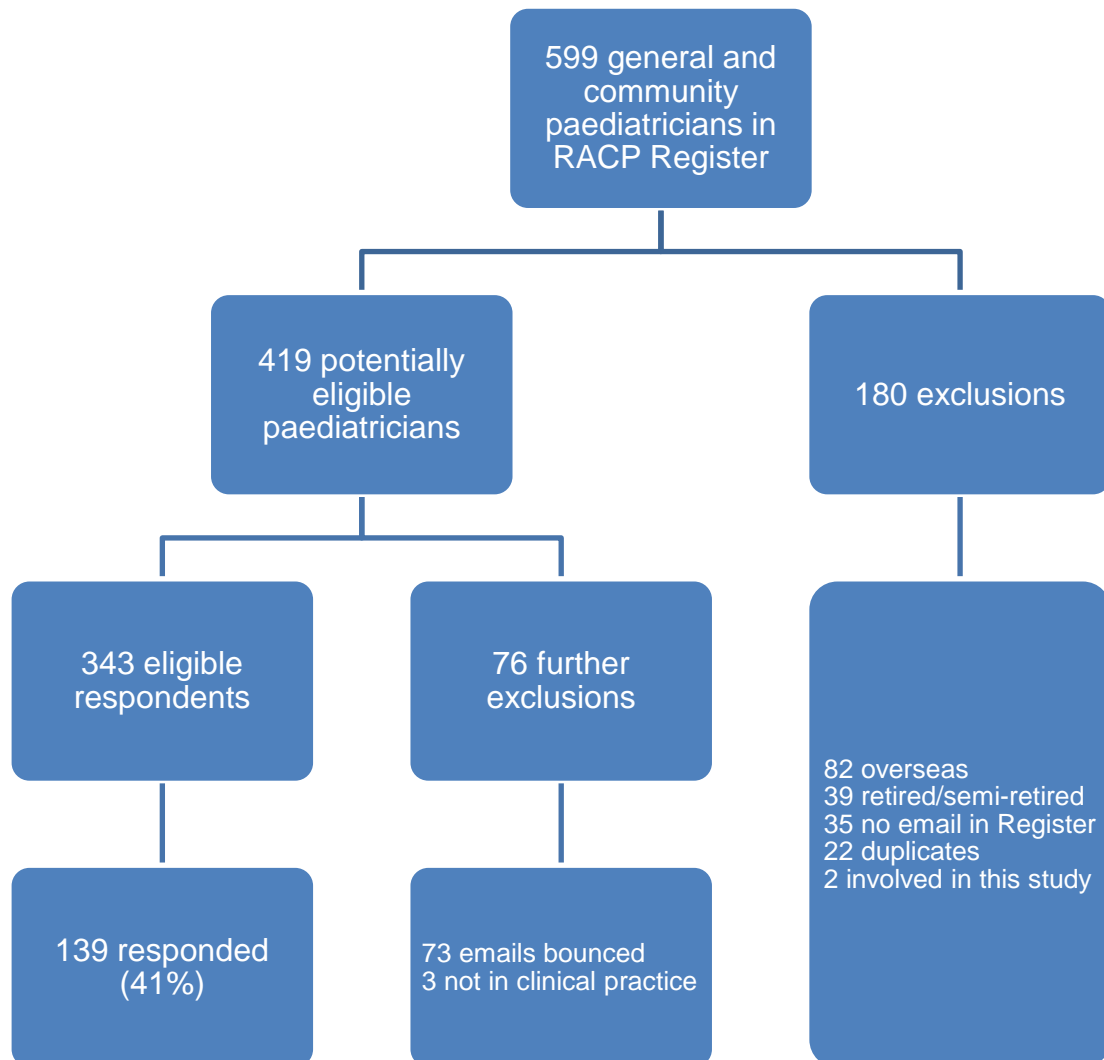 599 general and
community
paediatricians in
RACP Register
419 potentially
eligible
paediatricians
180 exclusions
343 eligible
respondents
76 further
exclusions
82 overseas
39 retired/semi-retired
35 no email in Register
22 duplicates
2 involved in this study
139 responded
(41%)
73 emails bounced
3 not in clinical practice